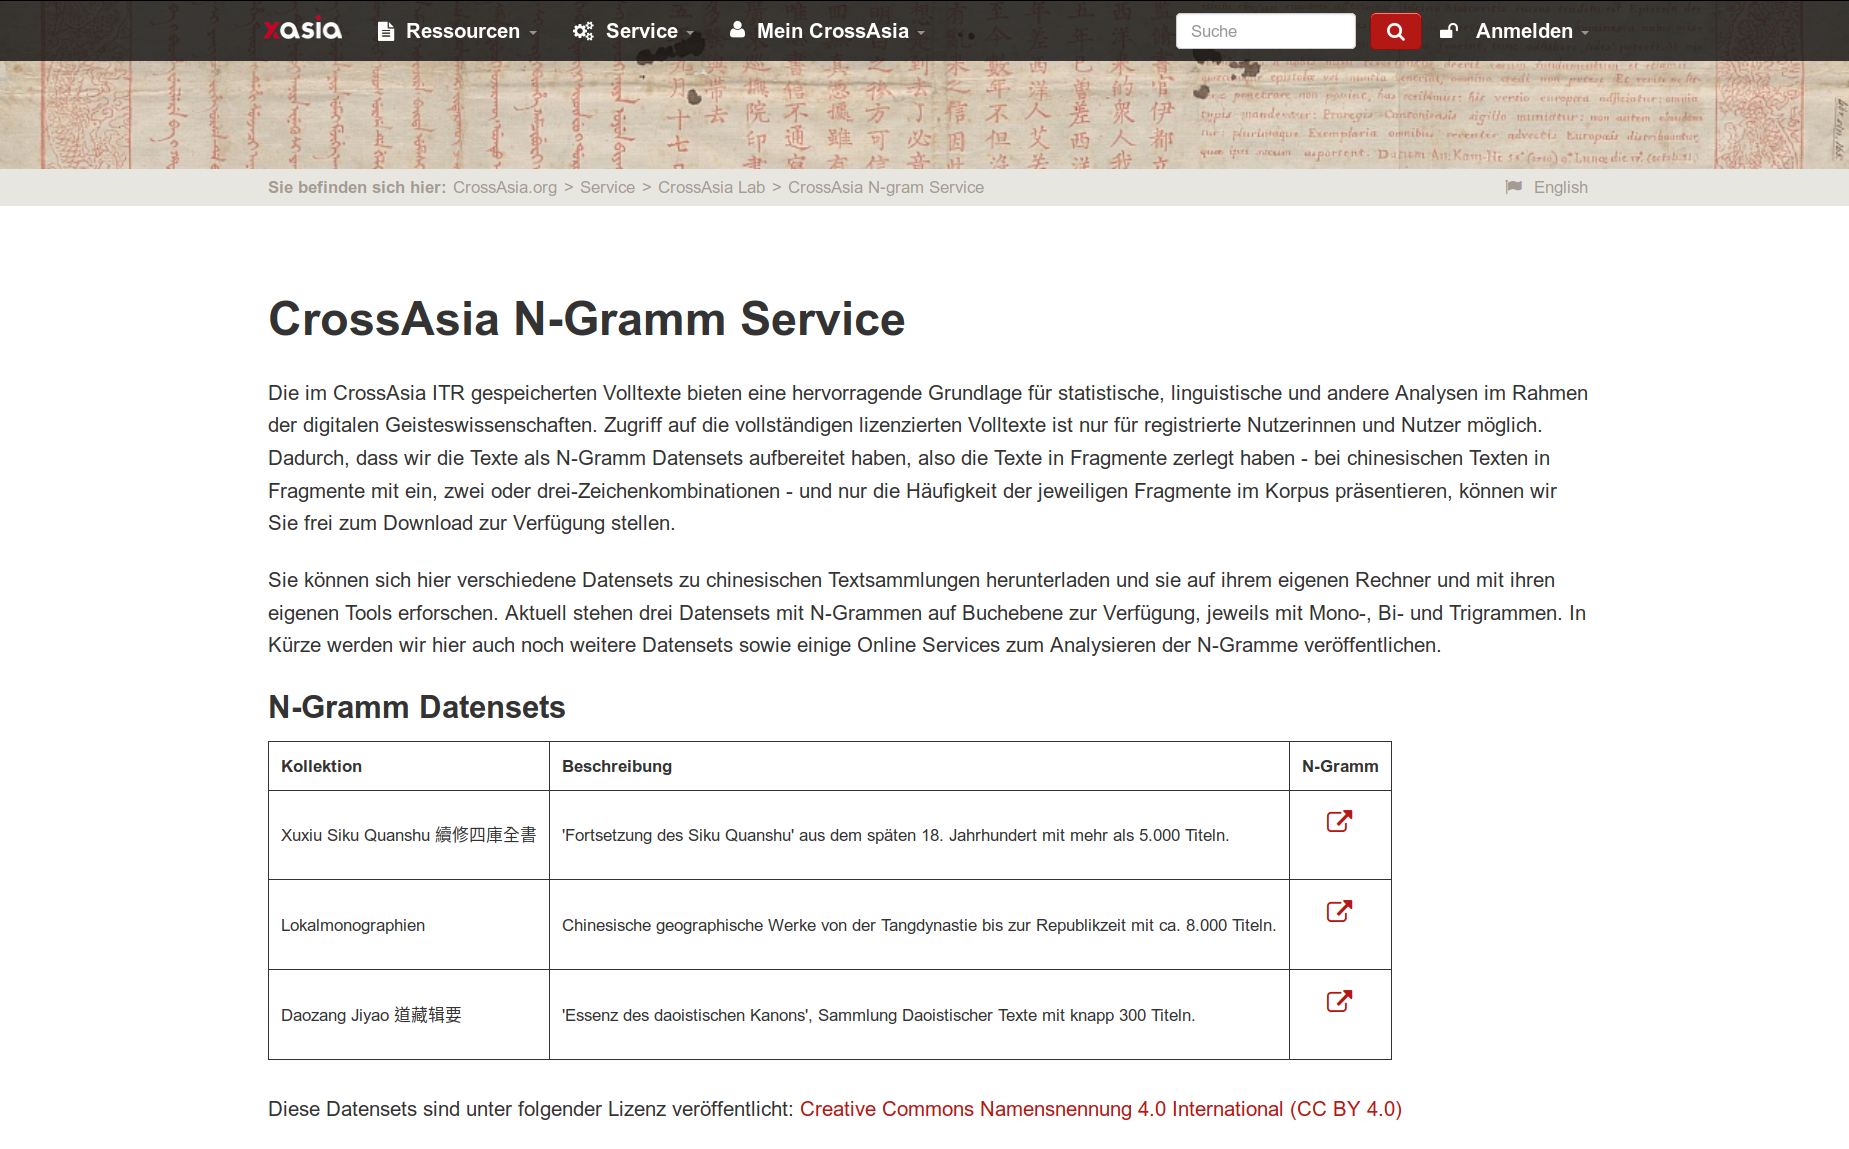 xasia Ressourcen Service Mein CrossAsia Suche Anmelden
Sie befinden sich hier: CrossAsia.org > Service > CrossAsia Lab > CrossAsia N-gram Service English
CrossAsia N-Gramm Service
Die im CrossAsia ITR gespeicherten Volltexte bieten eine hervorragende Grundlage für statistische, linguistische und andere Analysen im Rahmen
der digitalen Geisteswissenschaften. Zugriff auf die vollständigen lizenzierten Volltexte ist nur für registrierte Nutzerinnen und Nutzer möglich.
Dadurch, dass wir die Texte als N-Gramm Datensets aufbereitet haben, also die Texte in Fragmente zerlegt haben - bei chinesischen Texten in
Fragmente mit ein, zwei oder drei-Zeichenkombinationen - und nur die Häufigkeit der jeweiligen Fragmente im Korpus präsentieren, können wir
Sie frei zum Download zur Verfügung stellen.
Sie können sich hier verschiedene Datensets zu chinesischen Textsammlungen herunterladen und sie auf ihrem eigenen Rechner und mit ihren
eigenen Tools erforschen. Aktuell stehen drei Datensets mit N-Grammen auf Buchebene zur Verfügung, jeweils mit Mono-, Bi- und Trigrammen. In
Kürze werden wir hier auch noch weitere Datensets sowie einige Online Services zum Analysieren der N-Gramme veröffentlichen.
N-Gramm Datensets
Kollektion Beschreibung N-Gramm
Xuxiu Siku Quanshu 續修四庫全書 'Fortsetzung des Siku Quanshu' aus dem späten 18. Jahrhundert mit mehr als 5.000 Titeln.
Lokalmonographien Chinesische geographische Werke von der Tangdynastie bis zur Republikzeit mit ca. 8.000 Titeln.
Daozang Jiyao 道藏辑要 'Essenz des daoistischen Kanons', Sammlung Daoistischer Texte mit knapp 300 Titeln.
Diese Datensets sind unter folgender Lizenz veröffentlicht: Creative Commons Namensnennung 4.0 International (CC BY 4.0)